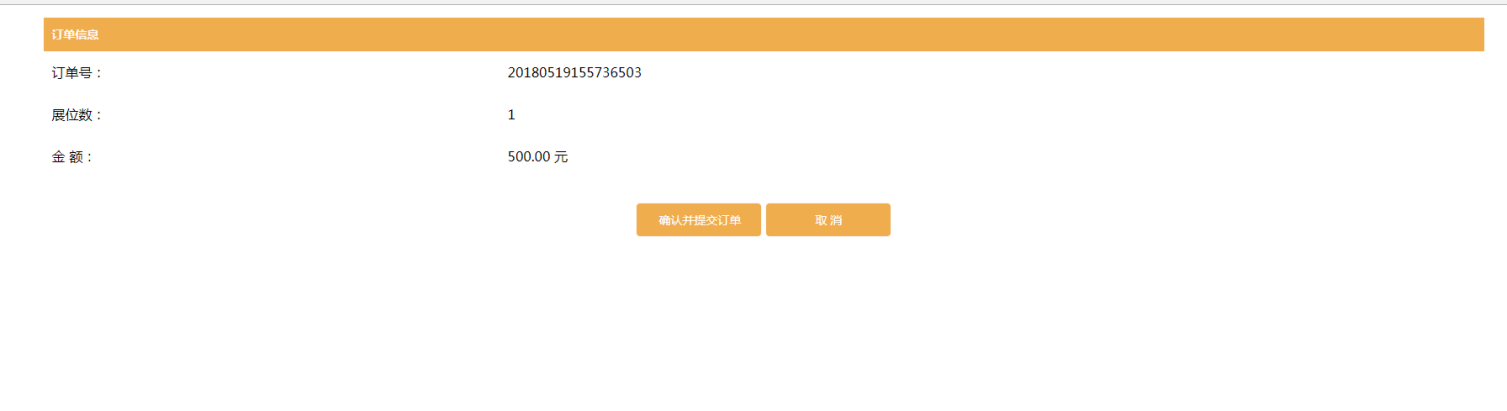 订单信息
订单号： 20180519155736503
展位数： 1
金 额： 500.00 元
确认并提交订单 取 消